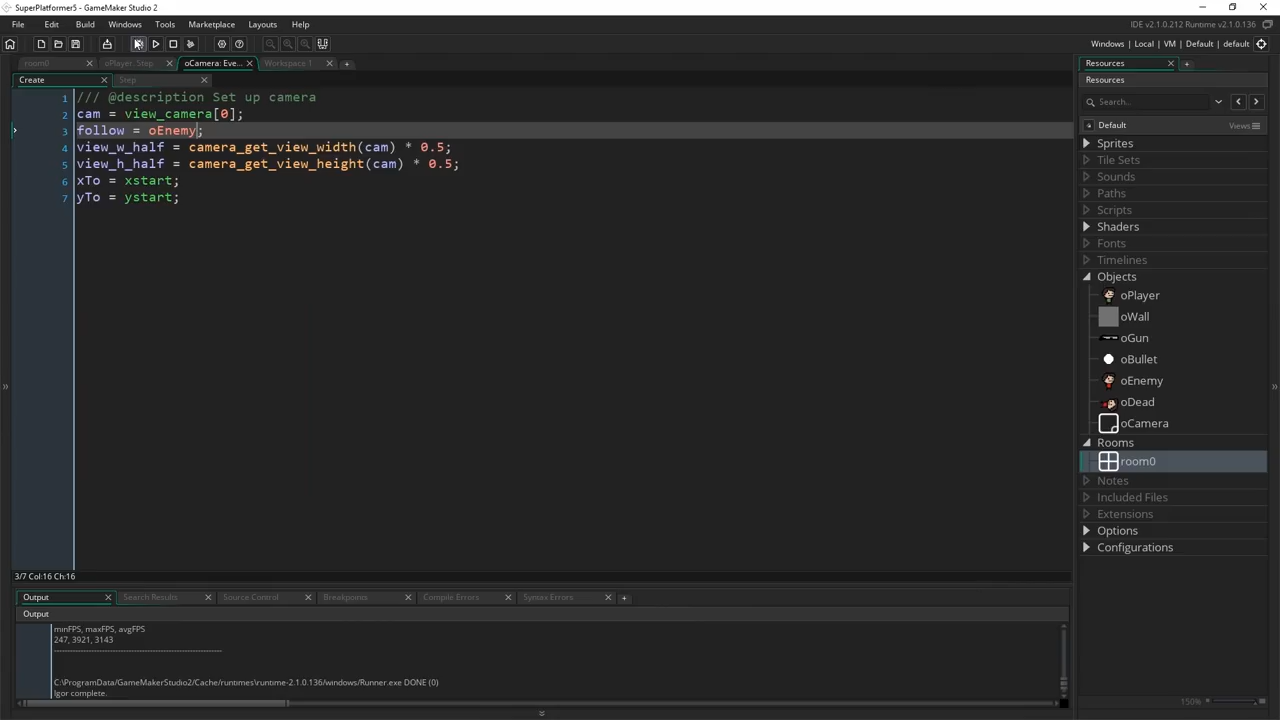 SuperPlatformer5 - GameMaker Studio 2
File Edit Build Windows Tools Marketplace Layouts Help
IDE v2.1.0.212 Runtime v2.1.0.136
Windows | Local | VM | Default | default
room0 oPlayer: Step oCamera: Eve... Workspace 1
Create Step
1 /// @description Set up camera
2 cam = view_camera[0];
3 follow = oEnemy;
4 view_w_half = camera_get_view_width(cam) * 0.5;
5 view_h_half = camera_get_view_height(cam) * 0.5;
6 xTo = xstart;
7 yTo = ystart;
3/7 Col:16 Ch:16
Output Search Results Source Control Breakpoints Compile Errors Syntax Errors
Output
minFPS, maxFPS, avgFPS
247, 3921, 3143
------------------------------------------------------------
C:\ProgramData/GameMakerStudio2/Cache/runtimes\runtime-2.1.0.136/windows/Runner.exe DONE (0)
Igor complete.
Resources
Resources
Search...
Default Views
Sprites
Tile Sets
Sounds
Paths
Scripts
Shaders
Fonts
Timelines
Objects
oPlayer
oWall
oGun
oBullet
oEnemy
oDead
oCamera
Rooms
room0
Notes
Included Files
Extensions
Options
Configurations
150%